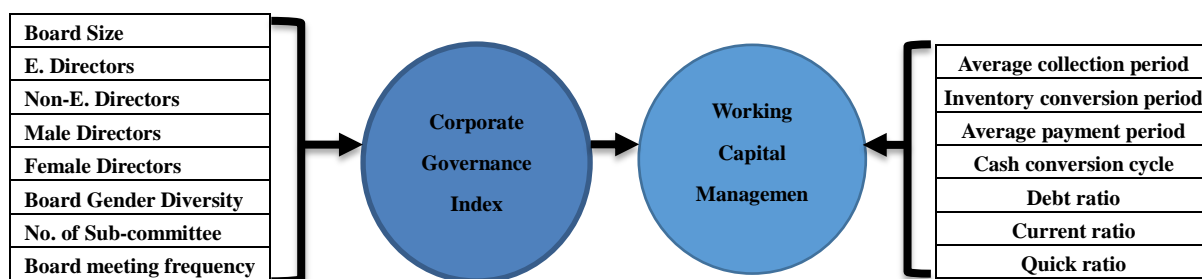 Board Size
E. Directors
Non-E. Directors
Male Directors
Female Directors
Board Gender Diversity
No. of Sub-committee
Board meeting frequency
Corporate
Governance
Index
Working
Capital
Managemen
Average collection period
Inventory conversion period
Average payment period
Cash conversion cycle
Debt ratio
Current ratio
Quick ratio